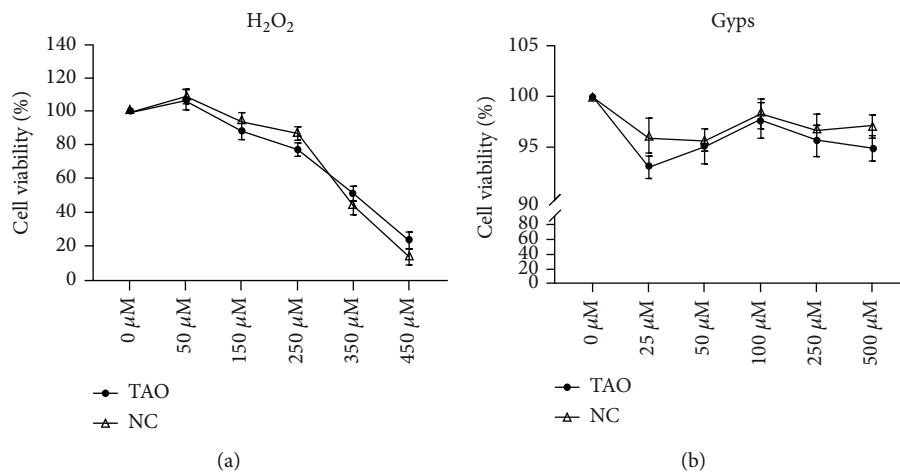 H₂O₂
140
120
100
80
60
40
20
0
Cell viability (%)
0 µM
50 µM
150 µM
250 µM
350 µM
450 µM
TAO
NC
(a)
Gyps
105
100
95
90
80
60
40
20
0
Cell viability (%)
0 µM
25 µM
50 µM
100 µM
250 µM
500 µM
TAO
NC
(b)